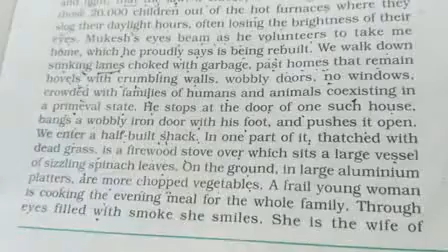 those 20,000 children out of the hot furnaces where they
slog their daylight hours, often losing the brightness of their
eyes. Mukesh's eyes beam as he volunteers to take me
home, which he proudly says is being rebuilt. We walk down
stinking lanes choked with garbage, past homes that remain
hovels with crumbling walls, wobbly doors, no windows,
crowded with families of humans and animals coexisting in
a primeval state. He stops at the door of one such house,
bangs a wobbly iron door with his foot, and pushes it open.
We enter a half-built shack. In one part of it, thatched with
dead grass, is a firewood stove over which sits a large vessel
of sizzling spinach leaves. On the ground, in large aluminium
platters, are more chopped vegetables. A frail young woman
is cooking the evening meal for the whole family. Through
eyes filled with smoke she smiles. She is the wife of